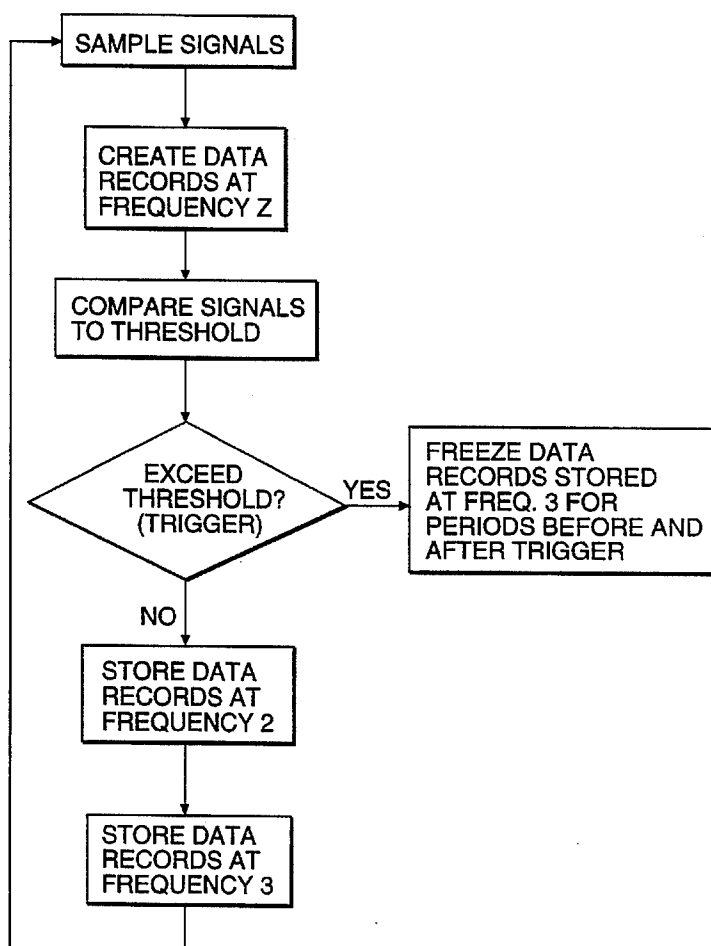 SAMPLE SIGNALS
CREATE DATA
RECORDS AT
FREQUENCY Z
COMPARE SIGNALS
TO THRESHOLD
EXCEED
THRESHOLD?
(TRIGGER)
YES
FREEZE DATA
RECORDS STORED
AT FREQ. 3 FOR
PERIODS BEFORE AND
AFTER TRIGGER
NO
STORE DATA
RECORDS AT
FREQUENCY 2
STORE DATA
RECORDS AT
FREQUENCY 3